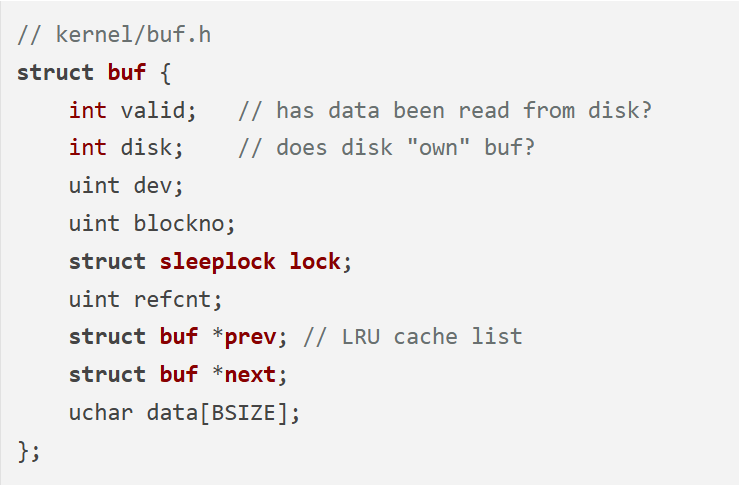 // kernel/buf.h
struct buf {
    int valid;   // has data been read from disk?
    int disk;    // does disk "own" buf?
    uint dev;
    uint blockno;
    struct sleeplock lock;
    uint refcnt;
    struct buf *prev; // LRU cache list
    struct buf *next;
    uchar data[BSIZE];
};